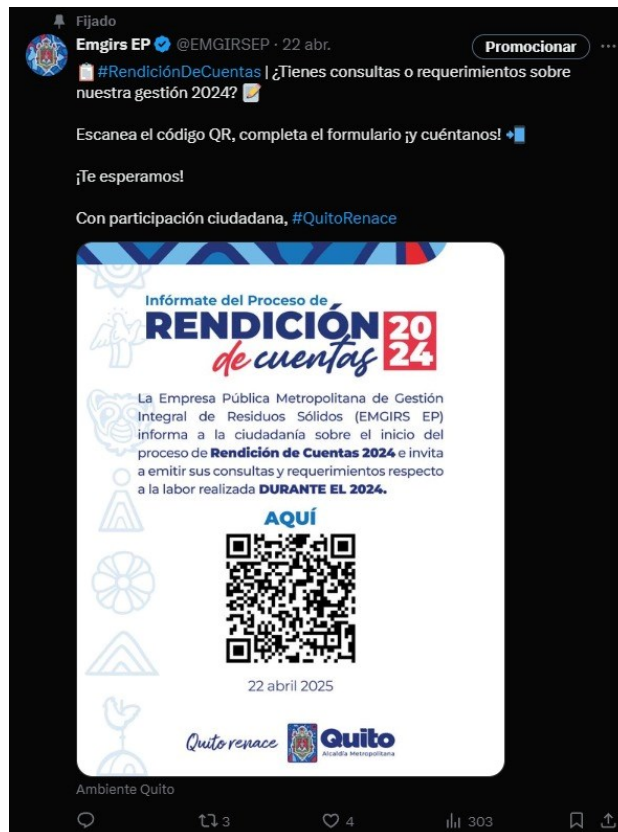 Fijado
Emgirs EP @EMGIRSEP · 22 abr.
Promocionar
#RendiciónDeCuentas | ¿Tienes consultas o requerimientos sobre
nuestra gestión 2024?
Escanea el código QR, completa el formulario ¡y cuéntanos!
¡Te esperamos!
Con participación ciudadana, #QuitoRenace
Infórmate del Proceso de
RENDICIÓN
de cuentas
20
24
La Empresa Pública Metropolitana de Gestión
Integral de Residuos Sólidos (EMGIRS EP)
informa a la ciudadanía sobre el inicio del
proceso de Rendición de Cuentas 2024 e invita
a emitir sus consultas y requerimientos respecto
a la labor realizada DURANTE EL 2024.
AQUÍ
22 abril 2025
Quito renace
Quito
Alcaldía Metropolitana
Ambiente Quito
3
4
303